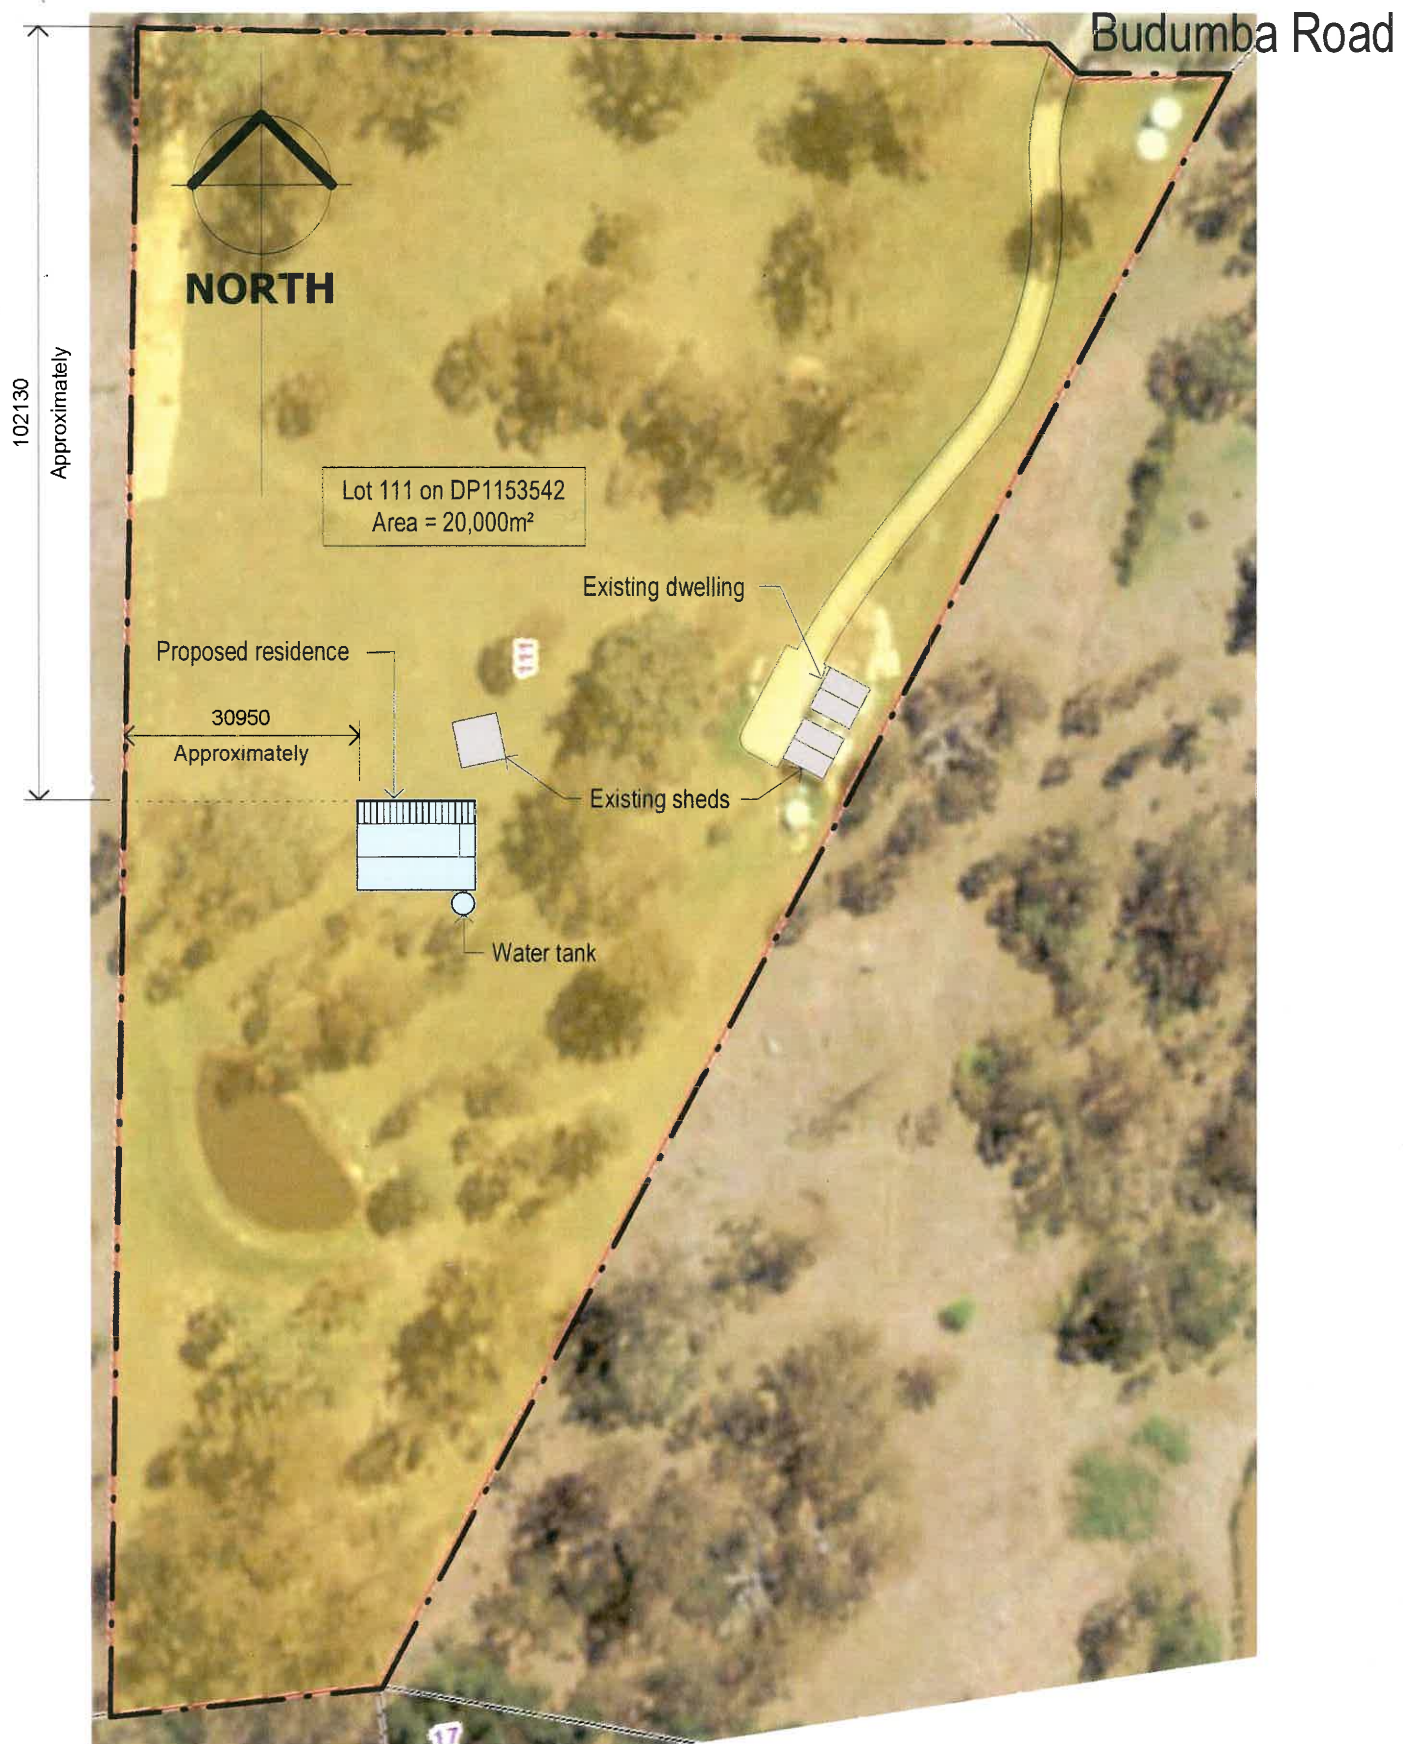 Budumba Road
NORTH
102130
Approximately
Lot 111 on DP1153542
Area = 20,000m²
Existing dwelling
Proposed residence
111
30950
Approximately
Existing sheds
Water tank
17